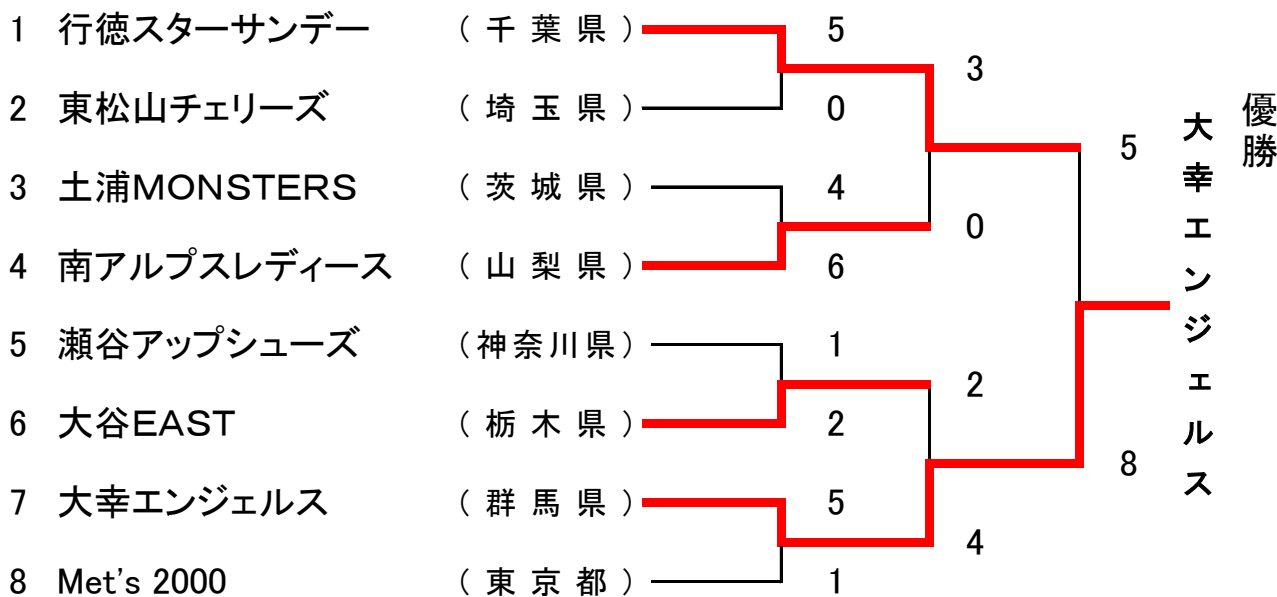 1 行徳スターサンデー （千葉県） 5
3
2 東松山チェリーズ （埼玉県） 0
5
3 土浦MONSTERS （茨城県） 4
0
4 南アルプスレディース （山梨県） 6
5 瀬谷アップシューズ （神奈川県） 1
2
6 大谷EAST （栃木県） 2
8
7 大幸エンジェルス （群馬県） 5
4
8 Met's 2000 （東京都） 1
優勝
大幸エンジェルス